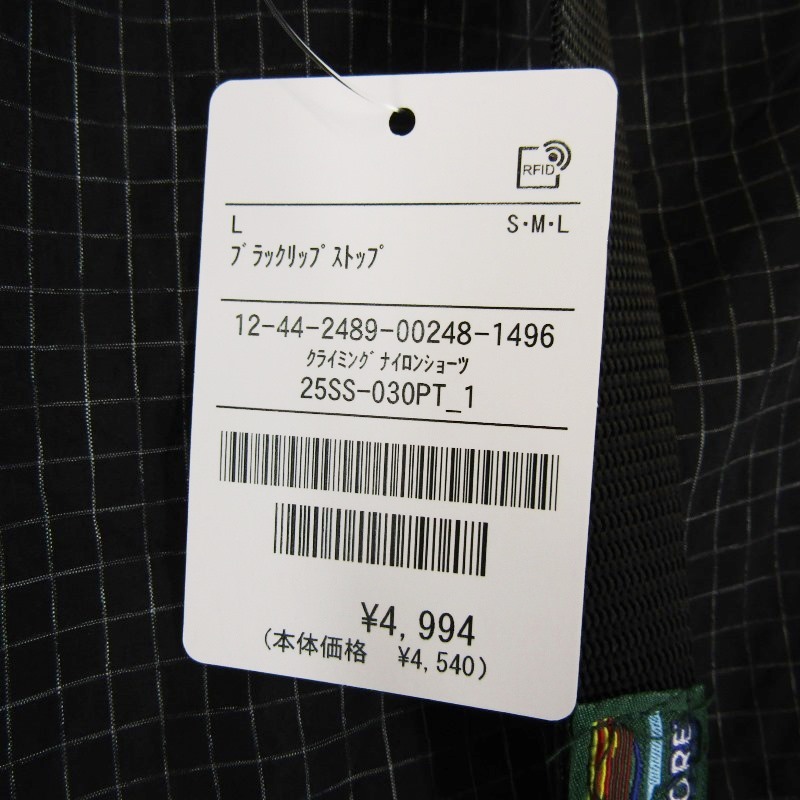 RFID
L S・M・L
ﾌﾞﾗｯｸﾘｯﾌﾟｽﾄｯﾌﾟ
12-44-2489-00248-1496
ｸﾗｲﾐﾝｸﾞﾅｲﾛﾝｼｮｰﾂ
25SS-030PT_1
¥4,994
(本体価格 ¥4,540)
ORE